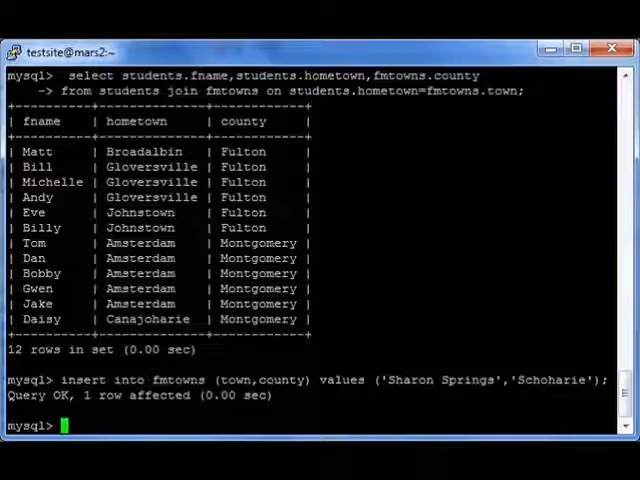 testsite@mars2:~
mysql>  select students.fname,students.hometown,fmtowns.county
    -> from students join fmtowns on students.hometown=fmtowns.town;
+----------+--------------+------------+
| fname    | hometown     | county     |
+----------+--------------+------------+
| Matt     | Broadalbin   | Fulton     |
| Bill     | Gloversville | Fulton     |
| Michelle | Gloversville | Fulton     |
| Andy     | Gloversville | Fulton     |
| Eve      | Johnstown    | Fulton     |
| Billy    | Johnstown    | Fulton     |
| Tom      | Amsterdam    | Montgomery |
| Dan      | Amsterdam    | Montgomery |
| Bobby    | Amsterdam    | Montgomery |
| Gwen     | Amsterdam    | Montgomery |
| Jake     | Amsterdam    | Montgomery |
| Daisy    | Canajoharie  | Montgomery |
+----------+--------------+------------+
12 rows in set (0.00 sec)
mysql> insert into fmtowns (town,county) values ('Sharon Springs','Schoharie');
Query OK, 1 row affected (0.00 sec)
mysql>